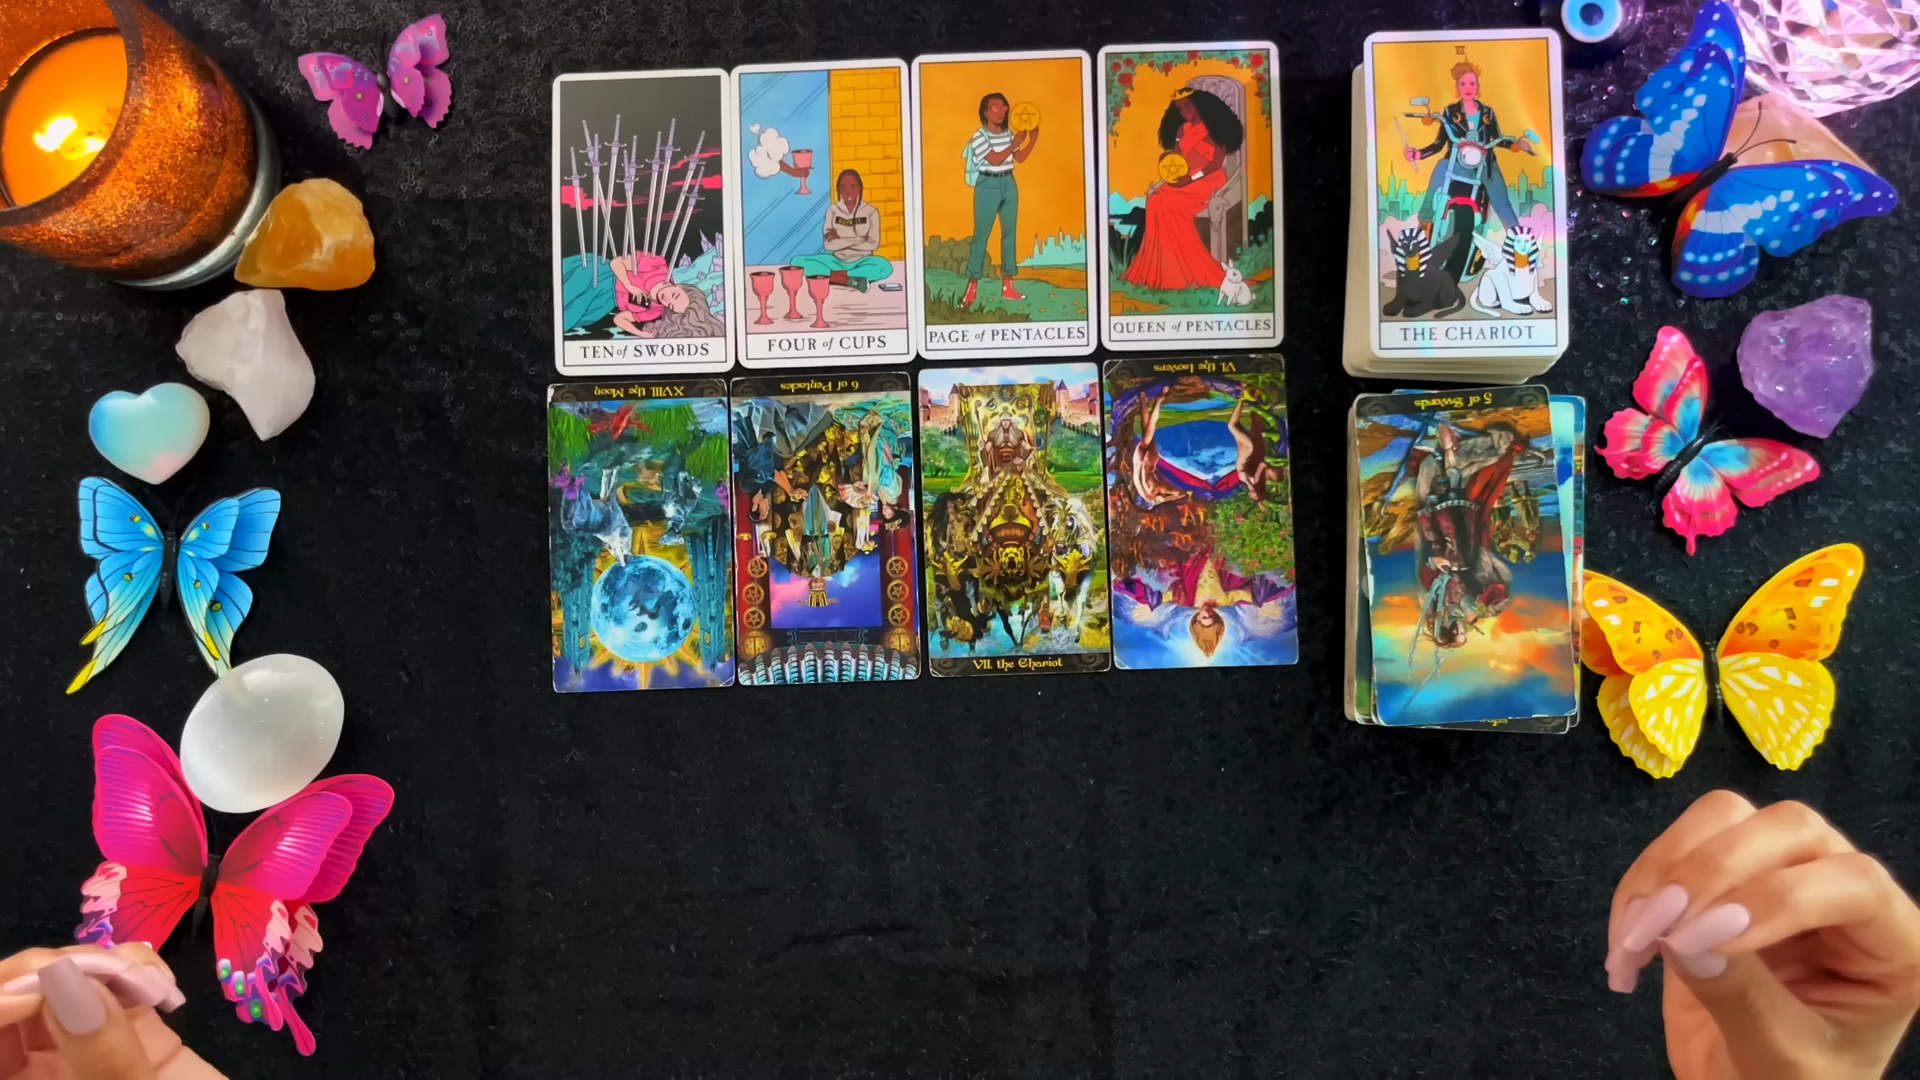 TEN of SWORDS
FOUR of CUPS
PAGE of PENTACLES
QUEEN of PENTACLES
VII
THE CHARIOT
XVIII. the Moon
6 of Pentacles
VII. the Chariot
VI. the Lovers
5 of Swords